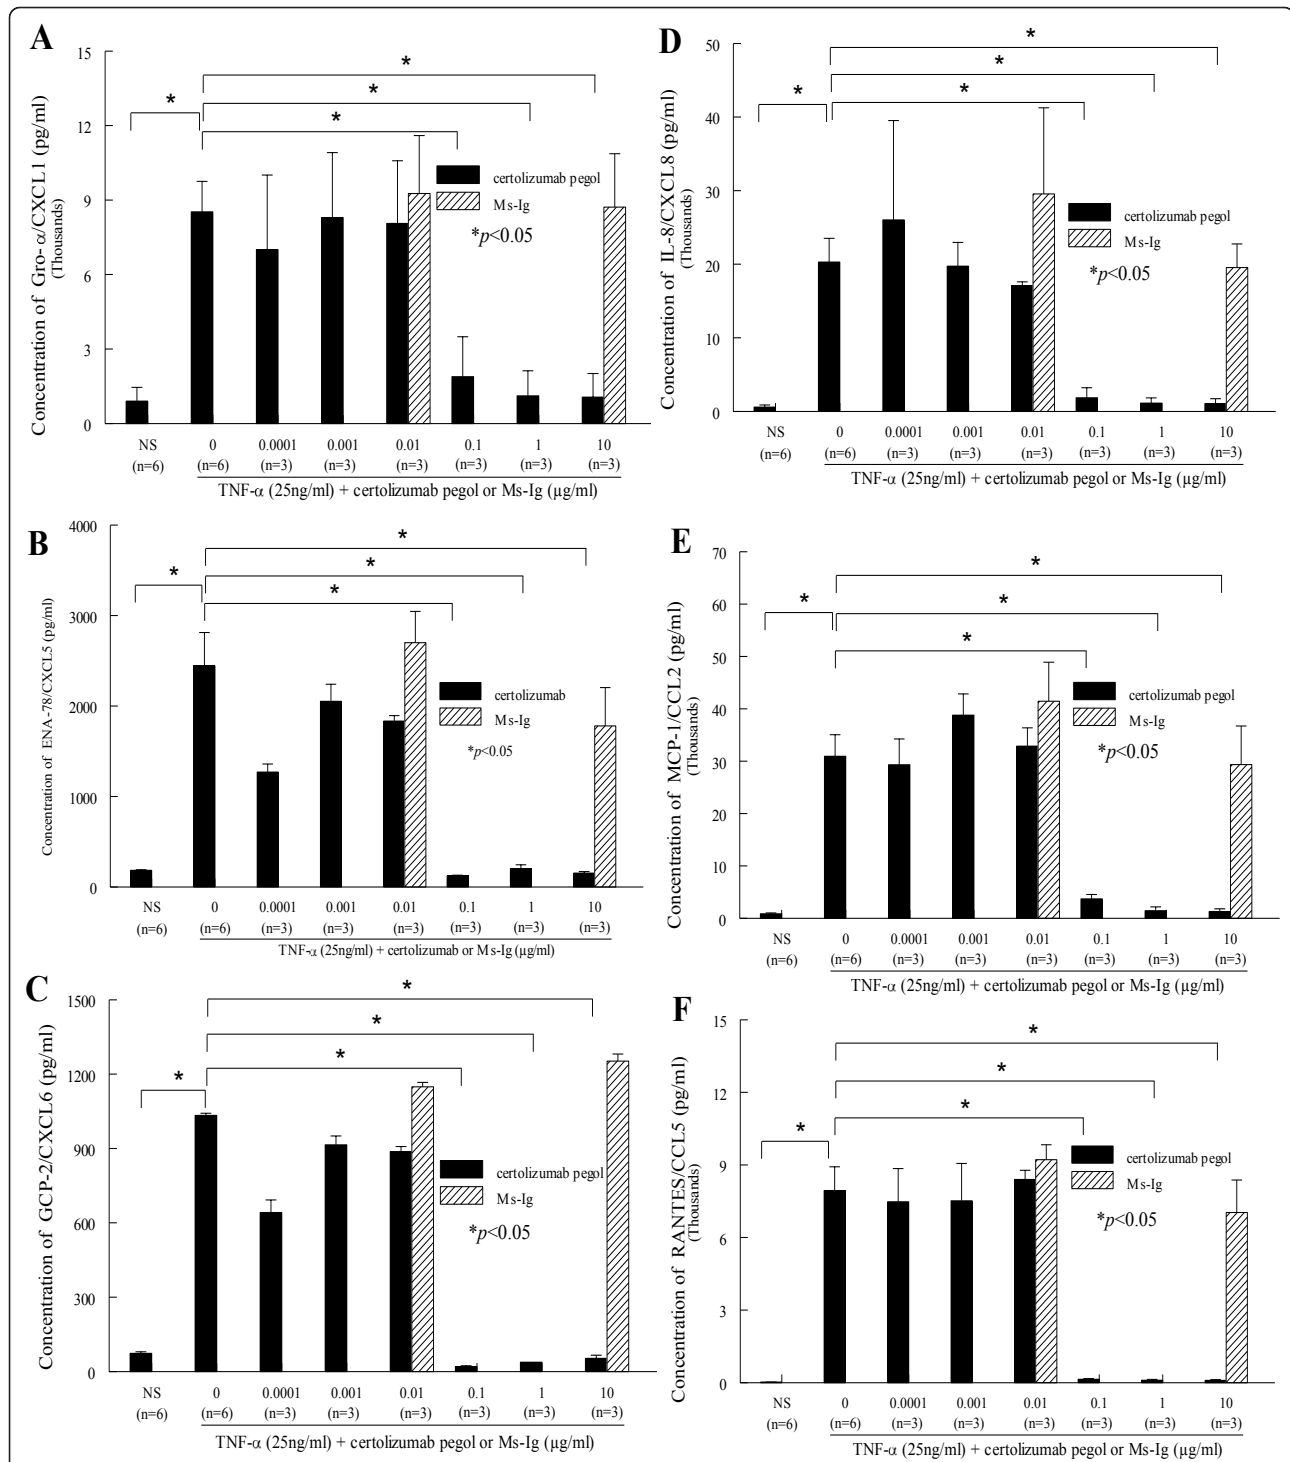 A
Concentration of Gro-α/CXCL1 (pg/ml)
(Thousands)
15
12
9
6
3
0
*
*
*
*
certolizumab pegol
Ms-Ig
*p<0.05
NS 0 0.0001 0.001 0.01 0.1 1 10
(n=6) (n=6) (n=3) (n=3) (n=3) (n=3) (n=3) (n=3)
TNF-α (25ng/ml) + certolizumab pegol or Ms-Ig (µg/ml)
B
Concentration of ENA-78/CXCL5 (pg/ml)
4000
3000
2000
1000
0
*
*
*
*
certolizumab
Ms-Ig
*p<0.05
NS 0 0.0001 0.001 0.01 0.1 1 10
(n=6) (n=6) (n=3) (n=3) (n=3) (n=3) (n=3) (n=3)
TNF-α (25ng/ml) + certolizumab or Ms-Ig (µg/ml)
C
Concentration of GCP-2/CXCL6 (pg/ml)
1500
1200
900
600
300
0
*
*
*
*
certolizumab pegol
Ms-Ig
*p<0.05
NS 0 0.0001 0.001 0.01 0.1 1 10
(n=6) (n=6) (n=3) (n=3) (n=3) (n=3) (n=3) (n=3)
TNF-α (25ng/ml) + certolizumab pegol or Ms-Ig (µg/ml)
D
Concentration of IL-8/CXCL8 (pg/ml)
(Thousands)
50
40
30
20
10
0
*
*
*
*
certolizumab pegol
Ms-Ig
*p<0.05
NS 0 0.0001 0.001 0.01 0.1 1 10
(n=6) (n=6) (n=3) (n=3) (n=3) (n=3) (n=3) (n=3)
TNF-α (25ng/ml) + certolizumab pegol or Ms-Ig (µg/ml)
E
Concentration of MCP-1/CCL2 (pg/ml)
(Thousands)
70
60
50
40
30
20
10
0
*
*
*
*
certolizumab pegol
Ms-Ig
*p<0.05
NS 0 0.0001 0.001 0.01 0.1 1 10
(n=6) (n=6) (n=3) (n=3) (n=3) (n=3) (n=3) (n=3)
TNF-α (25ng/ml) + certolizumab pegol or Ms-Ig (µg/ml)
F
Concentration of RANTES/CCL5 (pg/ml)
(Thousands)
15
12
9
6
3
0
*
*
*
*
certolizumab pegol
Ms-Ig
*p<0.05
NS 0 0.0001 0.001 0.01 0.1 1 10
(n=6) (n=6) (n=3) (n=3) (n=3) (n=3) (n=3) (n=3)
TNF-α (25ng/ml) + certolizumab pegol or Ms-Ig (µg/ml)